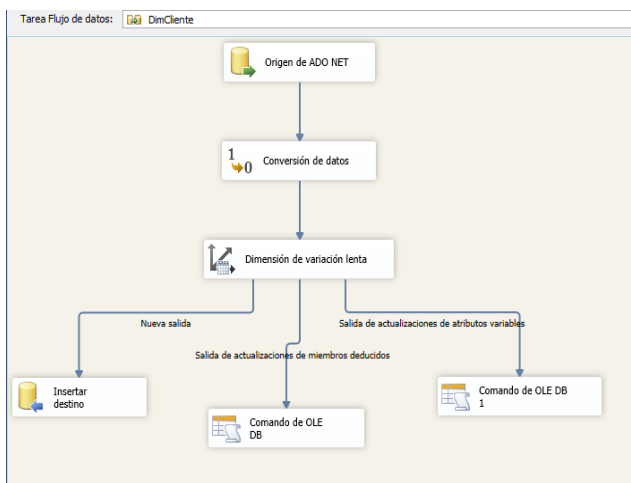 Tarea Flujo de datos: DimCliente
Origen de ADO NET
1
0
Conversión de datos
Dimensión de variación lenta
Nueva salida
Salida de actualizaciones de atributos variables
Salida de actualizaciones de miembros deducidos
Insertar
destino
Comando de OLE
DB
Comando de OLE DB
1